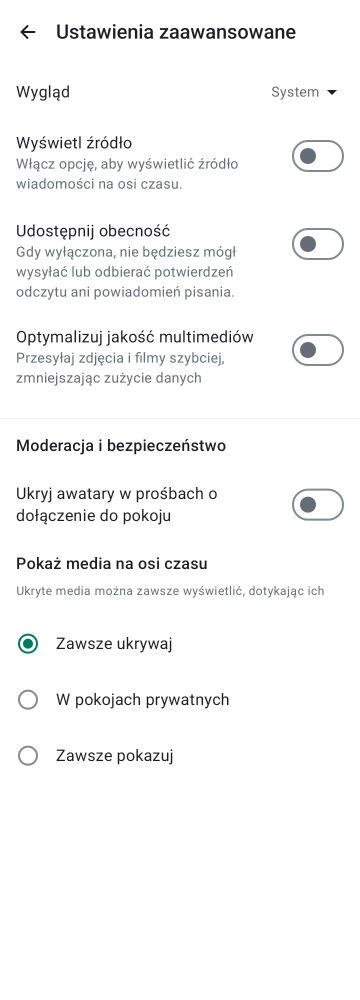 Ustawienia zaawansowane
Wygląd
System
Wyświetl źródło
Włącz opcję, aby wyświetlić źródło
wiadomości na osi czasu.
Udostępnij obecność
Gdy wyłączona, nie będziesz mógł
wysyłać lub odbierać potwierdzeń
odczytu ani powiadomień pisania.
Optymalizuj jakość multimediów
Przesyłaj zdjęcia i filmy szybciej,
zmniejszając zużycie danych
Moderacja i bezpieczeństwo
Ukryj awatary w prośbach o
dołączenie do pokoju
Pokaż media na osi czasu
Ukryte media można zawsze wyświetlić, dotykając ich
Zawsze ukrywaj
W pokojach prywatnych
Zawsze pokazuj